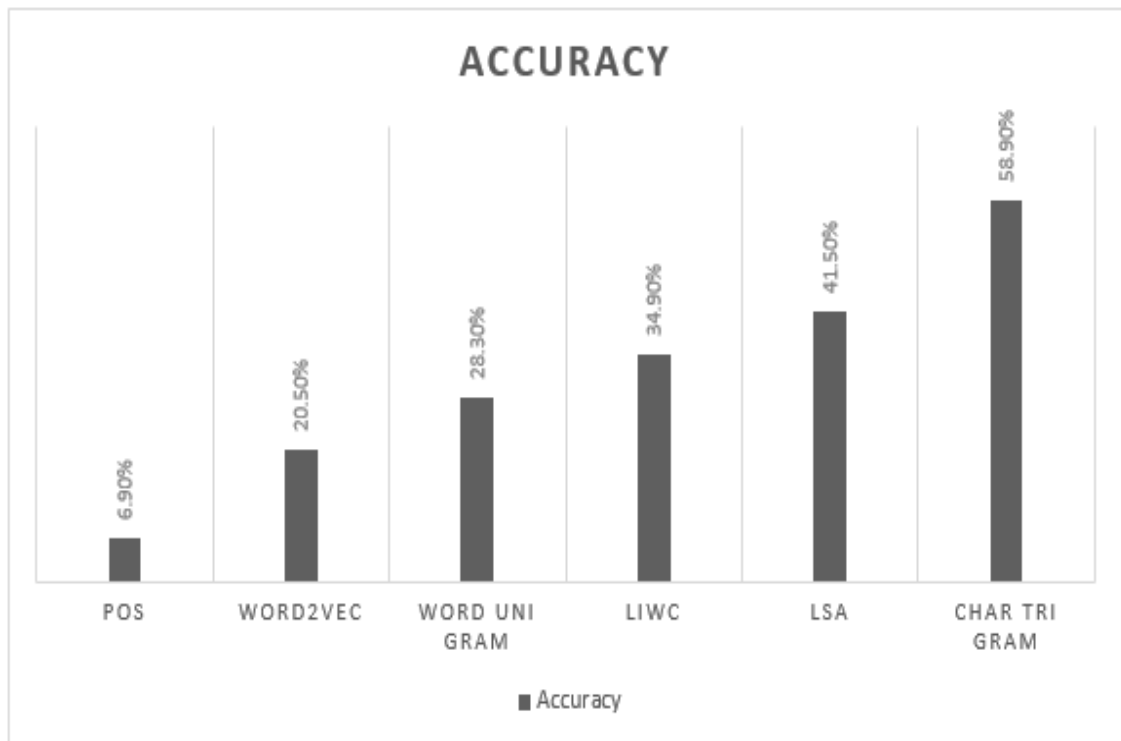 ACCURACY
6.90%
20.50%
28.30%
34.90%
41.50%
58.90%
POS
WORD2VEC
WORD UNI
GRAM
LIWC
LSA
CHAR TRI
GRAM
Accuracy